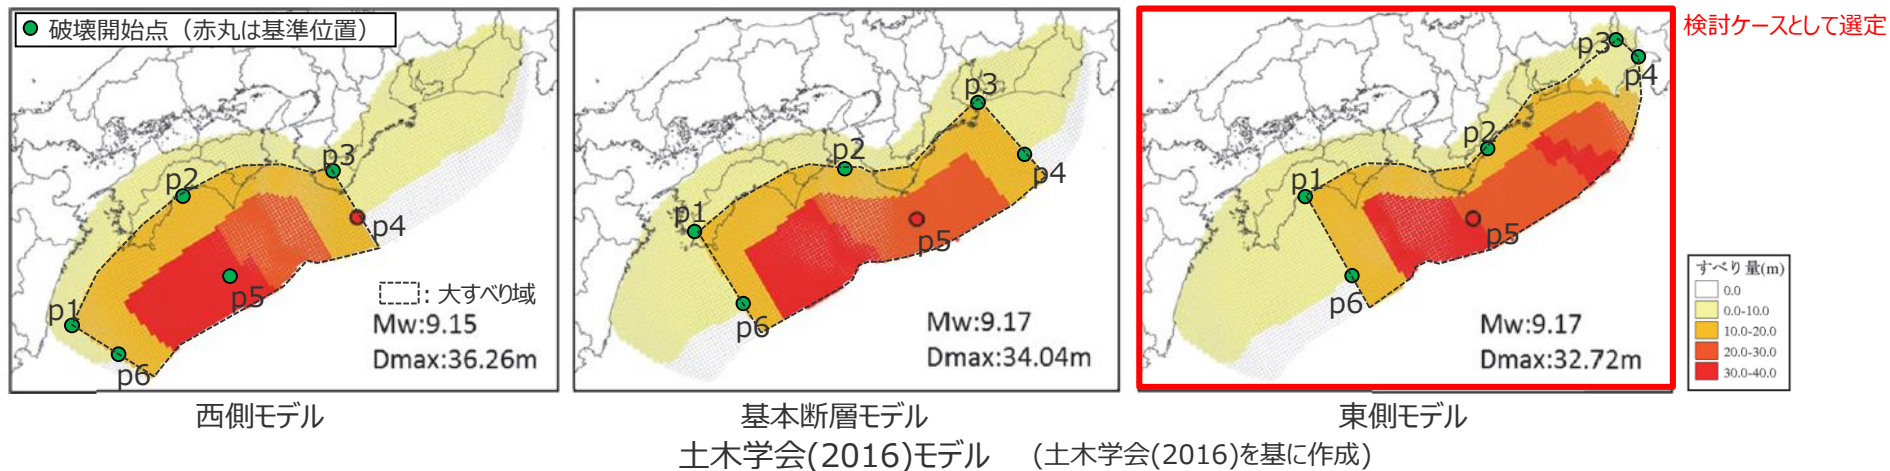 破壊開始点（赤丸は基準位置）
p1
p2
p3
p4
p5
p6
：大すべり域
Mw:9.15
Dmax:36.26m
西側モデル
p1
p2
p3
p4
p5
p6
Mw:9.17
Dmax:34.04m
基本断層モデル
p1
p2
p3
p4
p5
p6
Mw:9.17
Dmax:32.72m
東側モデル
検討ケースとして選定
すべり量(m)
0.0
0.0-10.0
10.0-20.0
20.0-30.0
30.0-40.0
土木学会(2016)モデル (土木学会(2016)を基に作成)